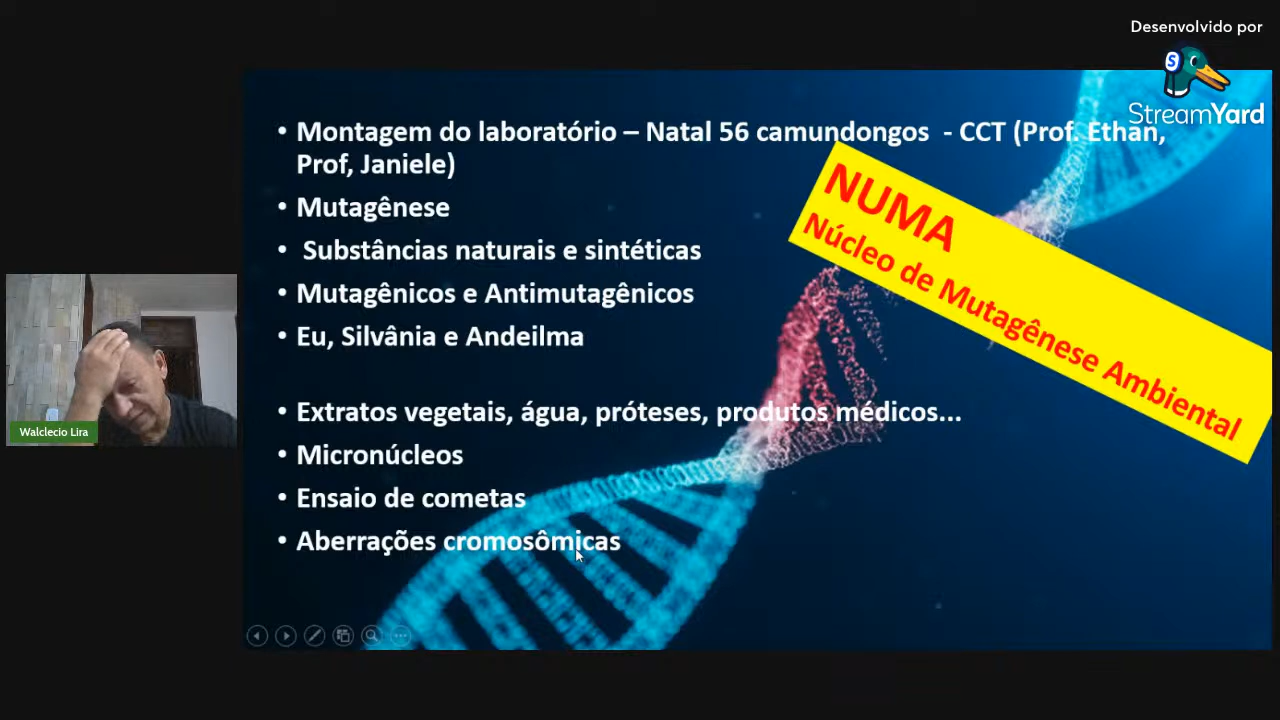 Desenvolvido por
StreamYard
• Montagem do laboratório – Natal 56 camundongos - CCT (Prof. Ethan,
Prof, Janiele)
• Mutagênese
• Substâncias naturais e sintéticas
• Mutagênicos e Antimutagênicos
• Eu, Silvânia e Andeilma
• Extratos vegetais, água, próteses, produtos médicos...
• Micronúcleos
• Ensaio de cometas
• Aberrações cromosômicas
NUMA
Núcleo de Mutagênese Ambiental
Walclecio Lira